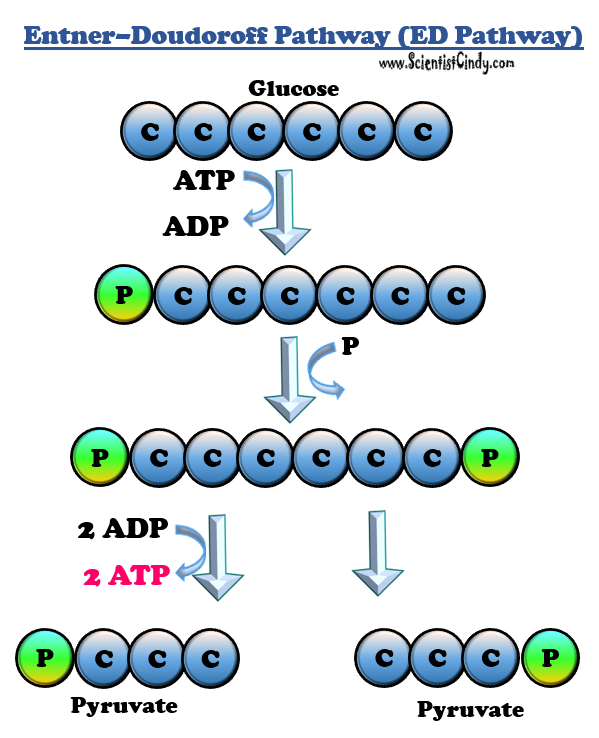 Entner–Doudoroff Pathway (ED Pathway)
www.ScientistCindy.com
Glucose
C C C C C C
ATP
ADP
P C C C C C C
P
P C C C C C C P
2 ADP
2 ATP
P C C C
C C C P
Pyruvate
Pyruvate